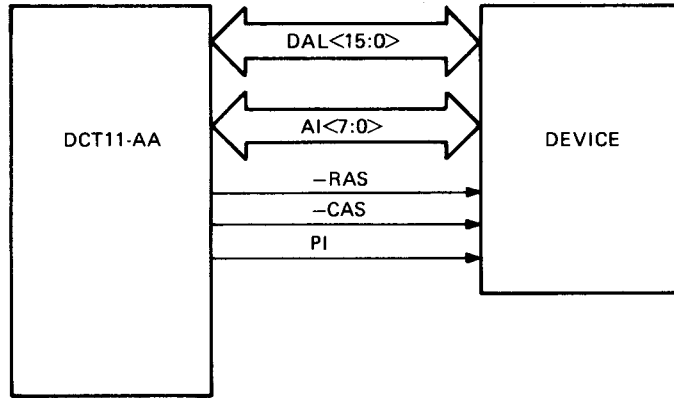 DAL<15:0>
AI<7:0>
DCT11-AA
DEVICE
−RAS
−CAS
PI